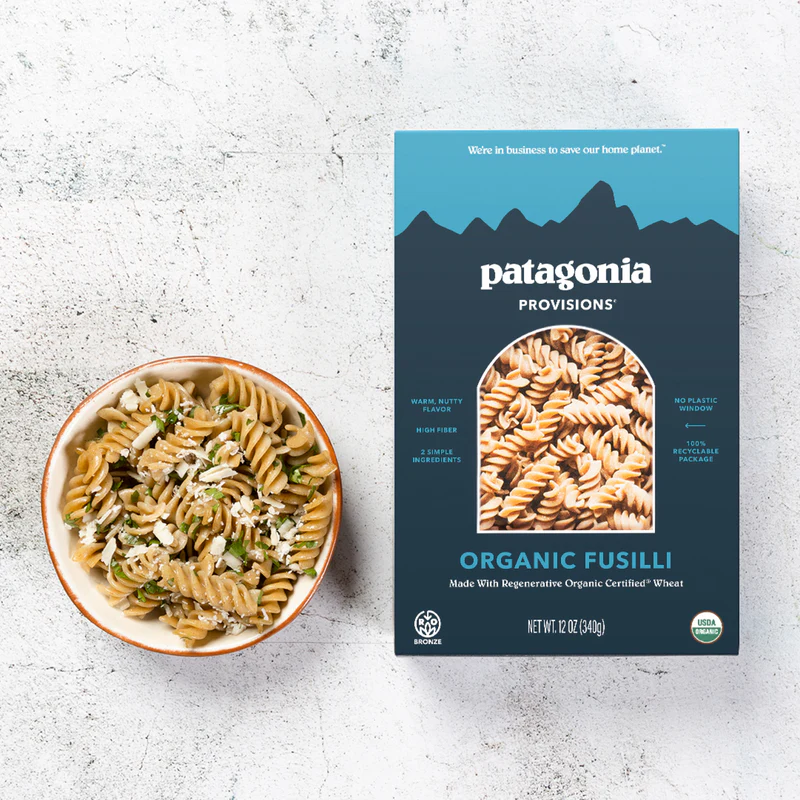 We're in business to save our home planet.™
patagonia
PROVISIONS®
WARM, NUTTY
FLAVOR
HIGH FIBER
2 SIMPLE
INGREDIENTS
NO PLASTIC
WINDOW
←
100%
RECYCLABLE
PACKAGE
ORGANIC FUSILLI
Made With Regenerative Organic Certified® Wheat
R O
BRONZE
NET WT. 12 OZ (340g)
USDA
ORGANIC